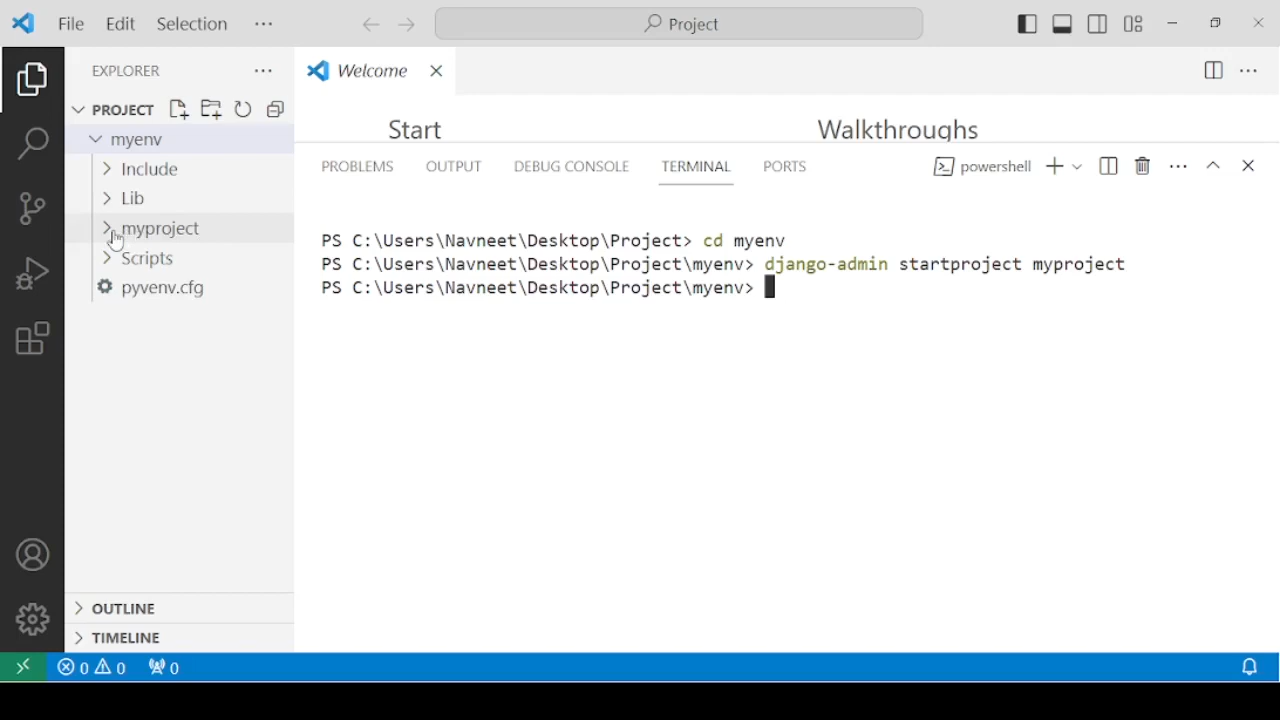 File Edit Selection ··· Project
EXPLORER ···
Welcome
PROJECT
myenv
Include
Lib
myproject
Scripts
pyvenv.cfg
OUTLINE
TIMELINE
Start Walkthroughs
PROBLEMS OUTPUT DEBUG CONSOLE TERMINAL PORTS powershell
PS C:\Users\Navneet\Desktop\Project> cd myenv
PS C:\Users\Navneet\Desktop\Project\myenv> django-admin startproject myproject
PS C:\Users\Navneet\Desktop\Project\myenv>
0 0 0